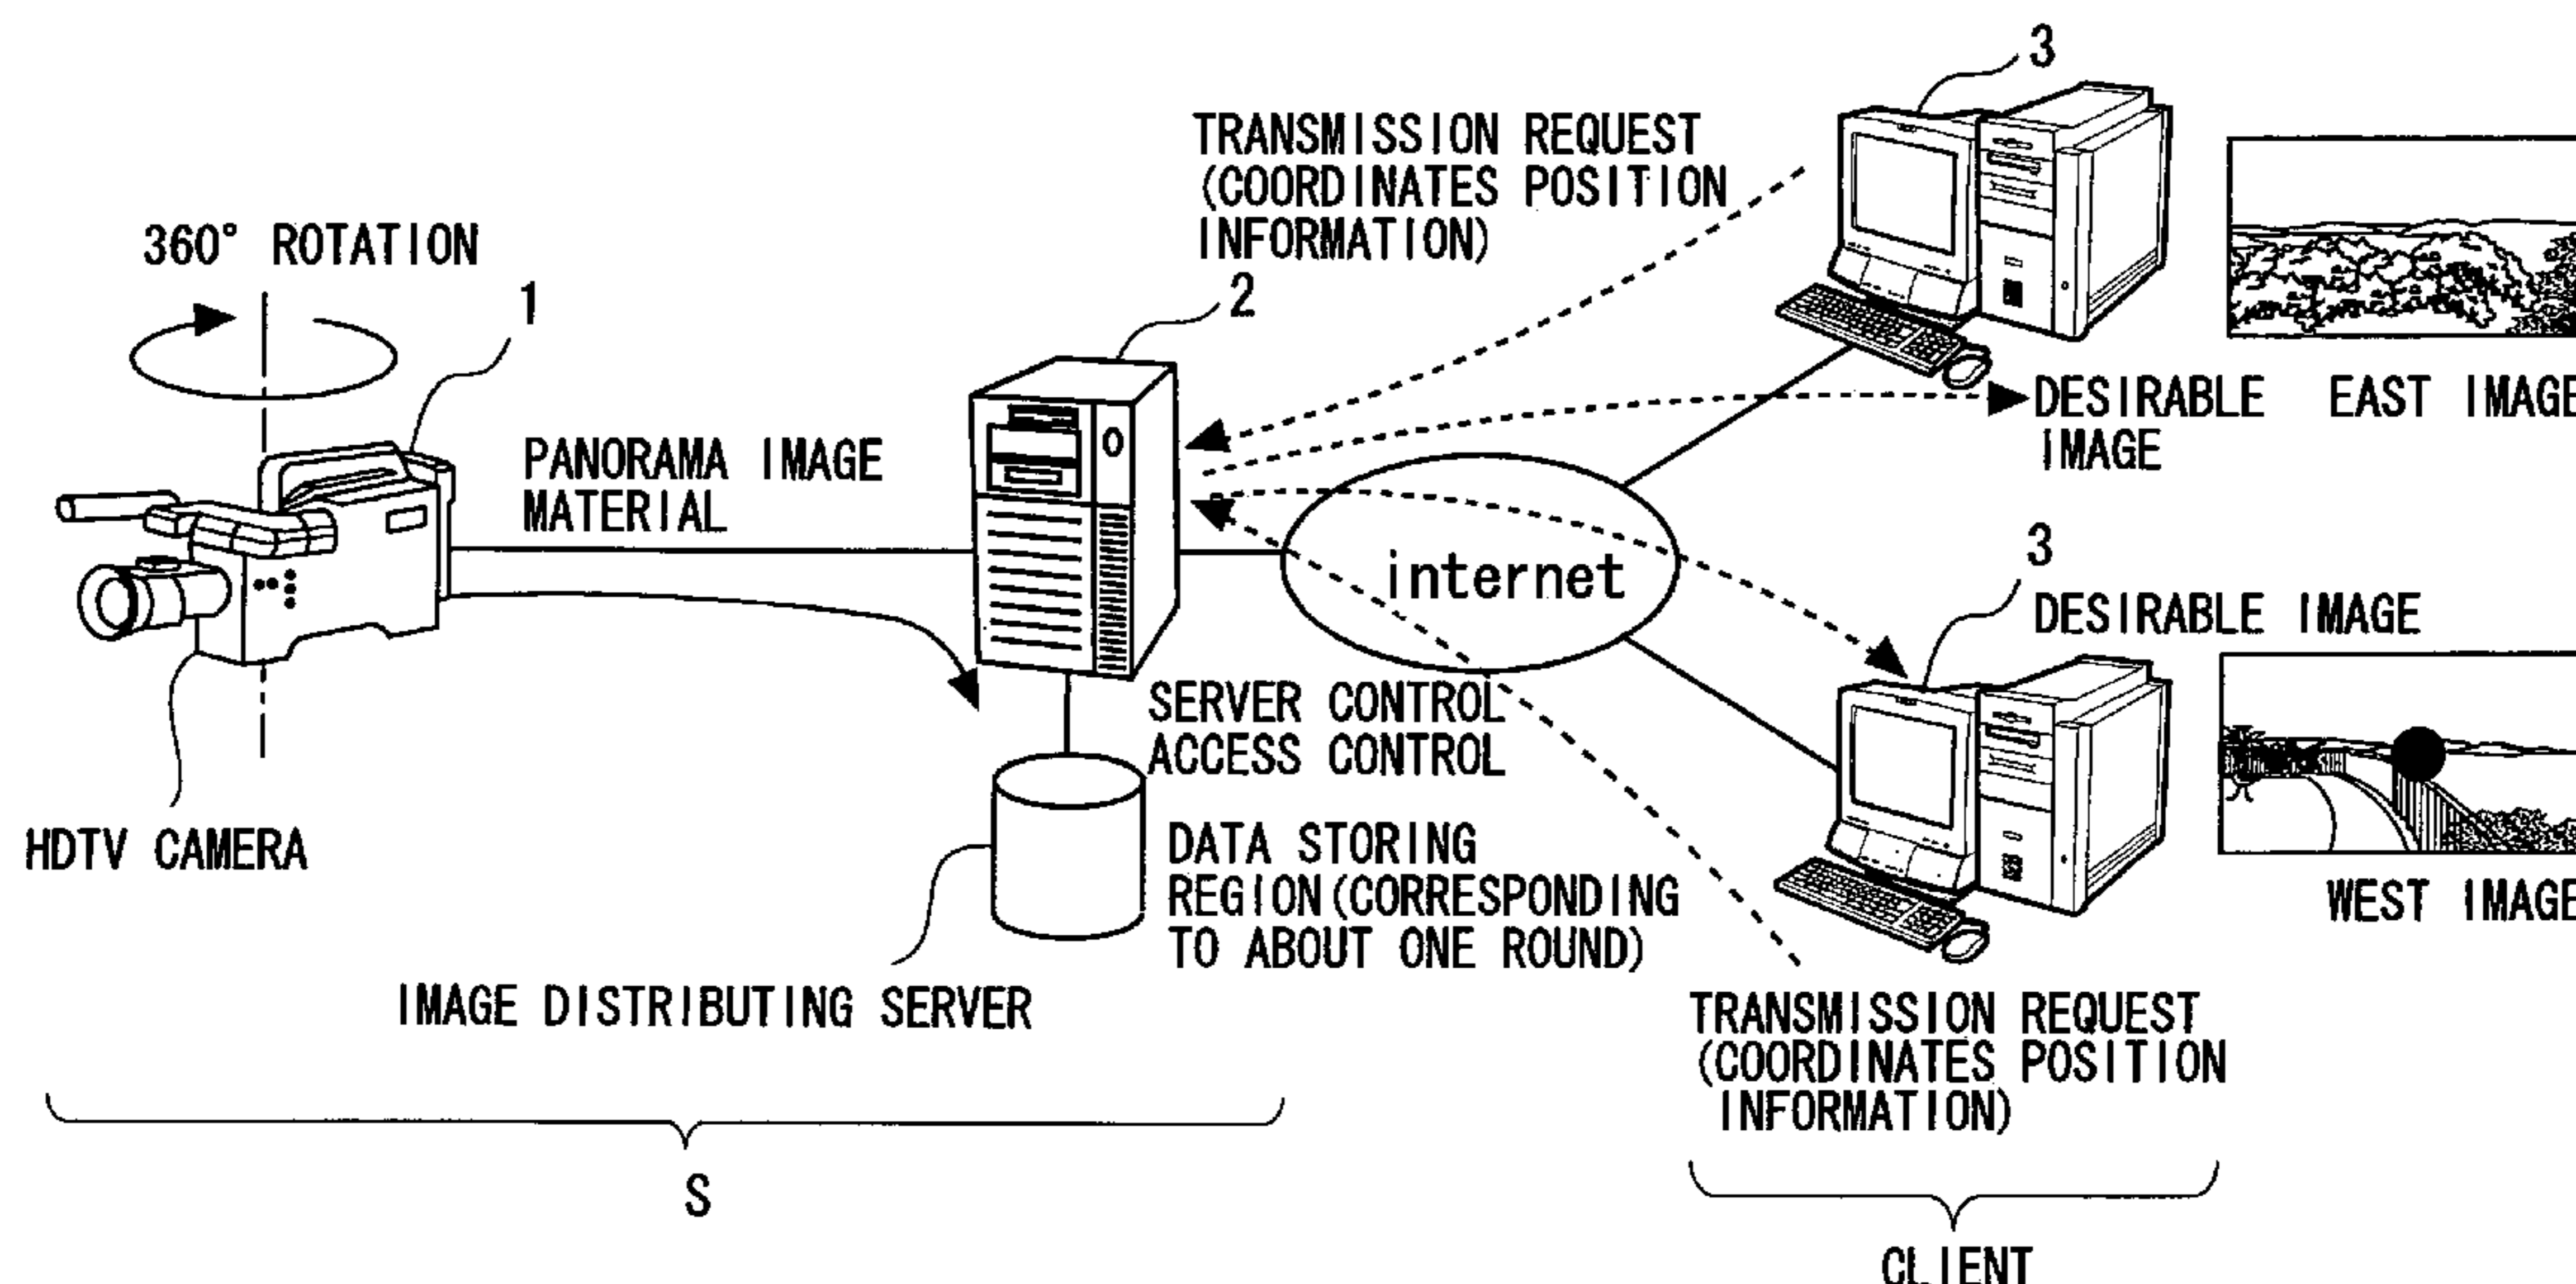 3
TRANSMISSION REQUEST
(COORDINATES POSITION
INFORMATION)
360° ROTATION
1
2
PANORAMA IMAGE
MATERIAL
DESIRABLE
IMAGE
EAST IMAGE
internet
3
DESIRABLE IMAGE
SERVER CONTROL
ACCESS CONTROL
HDTV CAMERA
DATA STORING
REGION(CORRESPONDING
TO ABOUT ONE ROUND)
WEST IMAGE
IMAGE DISTRIBUTING SERVER
TRANSMISSION REQUEST
(COORDINATES POSITION
INFORMATION)
S
CLIENT